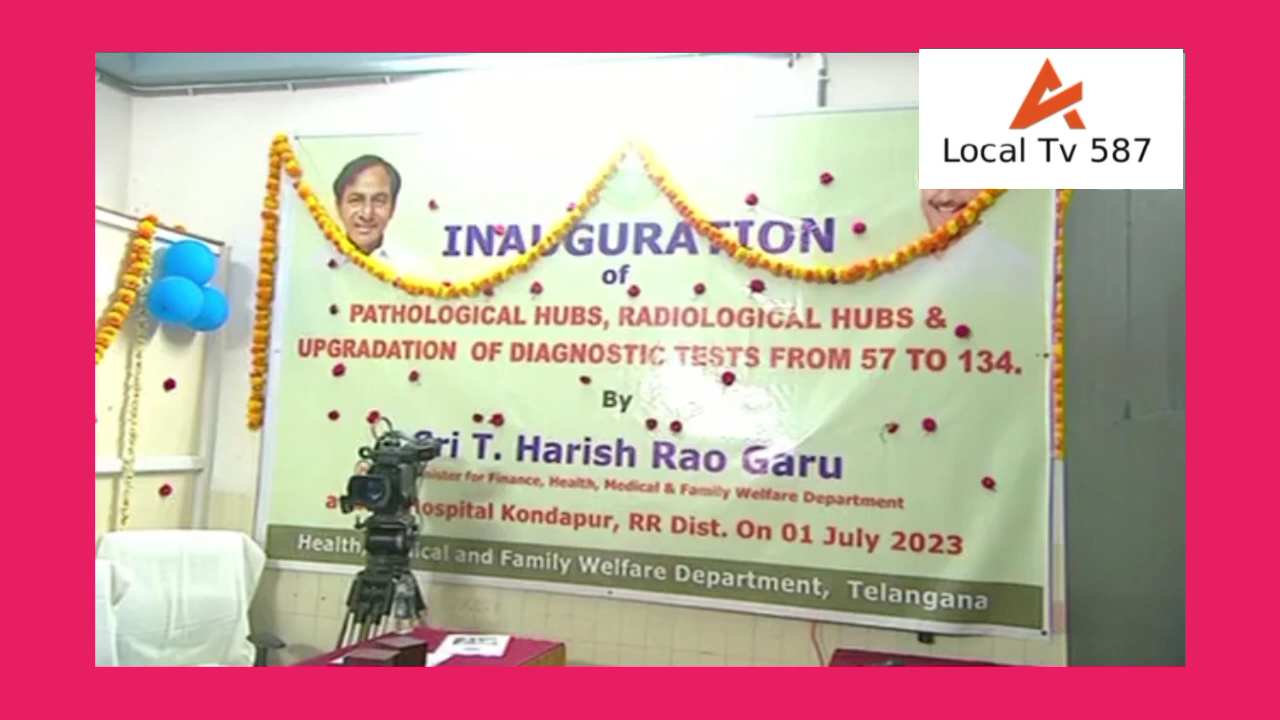 Local Tv 587
INAUGURATION
of
PATHOLOGICAL HUBS, RADIOLOGICAL HUBS &
UPGRADATION OF DIAGNOSTIC TESTS FROM 57 TO 134.
By
Sri T. Harish Rao Garu
for Finance, Health, Medical & Family Welfare Department
Kondapur, RR Dist. On 01 July 2023
Health, and Family Welfare Department, Telangana